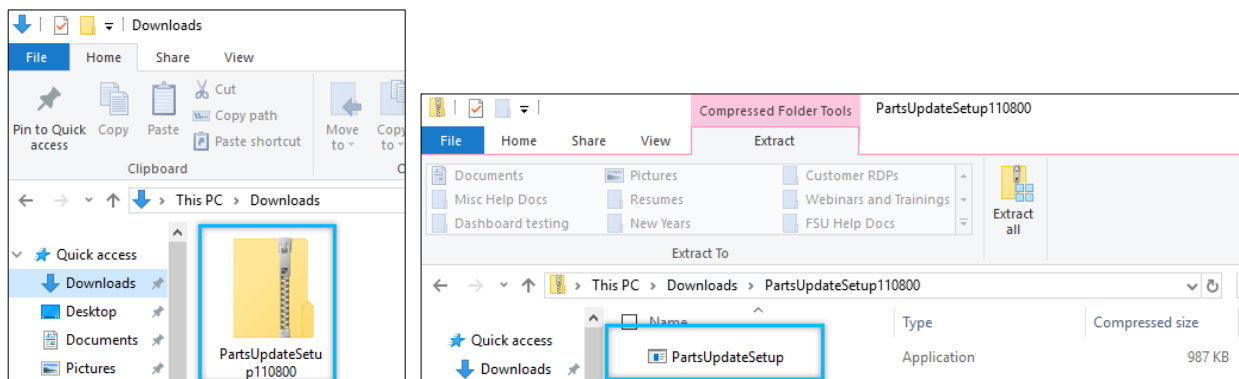 Downloads
File Home Share View
Pin to Quick access
Copy
Paste
Cut
Copy path
Paste shortcut
Move to
Copy to
Clipboard
This PC > Downloads
Quick access
Downloads
Desktop
Documents
Pictures
PartsUpdateSetu
p110800
Compressed Folder Tools PartsUpdateSetup110800
File Home Share View Extract
Documents Pictures Customer RDPs
Misc Help Docs Resumes Webinars and Trainings
Dashboard testing New Years FSU Help Docs
Extract
all
Extract To
This PC > Downloads > PartsUpdateSetup110800
Name Type Compressed size
Quick access
PartsUpdateSetup Application 987 KB
Downloads